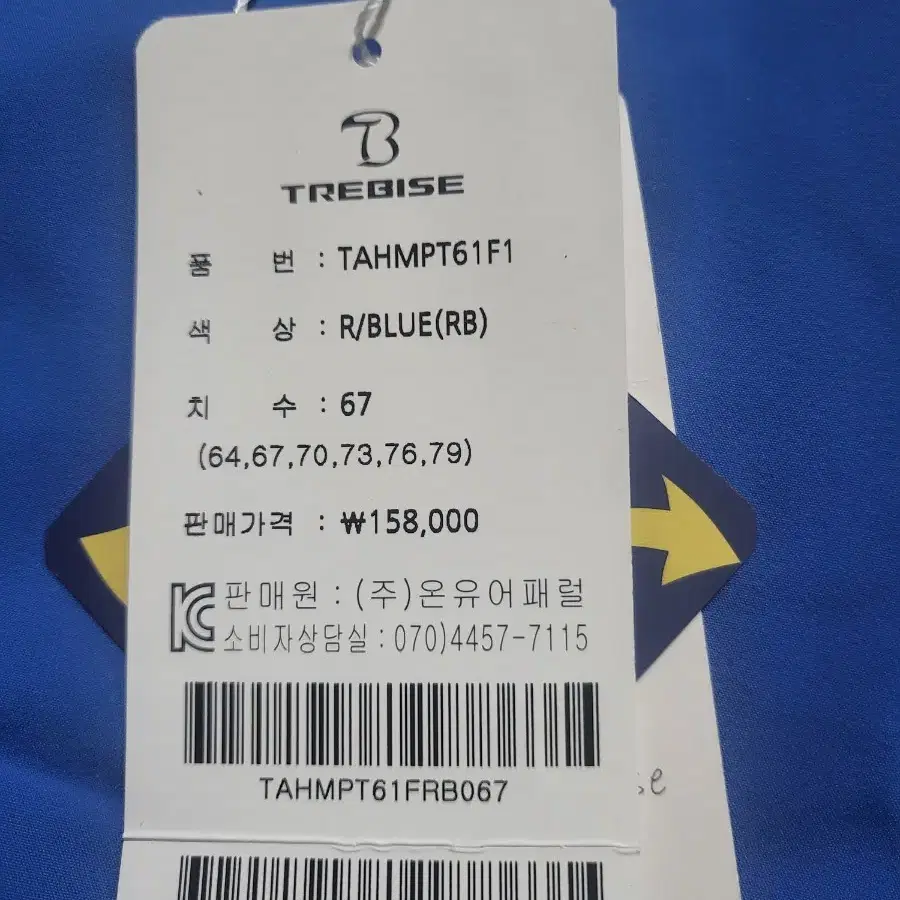 TREBISE
품 번 : TAHMPT61F1
색 상 : R/BLUE(RB)
치 수 : 67
(64,67,70,73,76,79)
판매가격 : ₩158,000
판매원 : (주)온유어패럴
소비자상담실 : 070)4457-7115
TAHMPT61FRB067